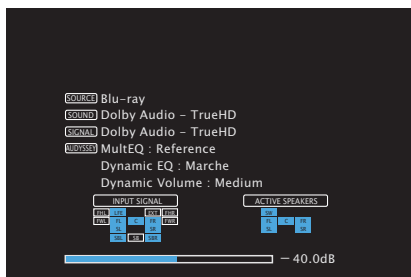 SOURCE Blu-ray
SOUND Dolby Audio - TrueHD
SIGNAL Dolby Audio - TrueHD
AUDYSSEY MultEQ : Reference
Dynamic EQ : Marche
Dynamic Volume : Medium
INPUT SIGNAL ACTIVE SPEAKERS
FHL LFE EXT FHR SW
FWL FL C FR FWR FL C FR
SL SR SL SR
SBL SB SBR
- 40.0dB